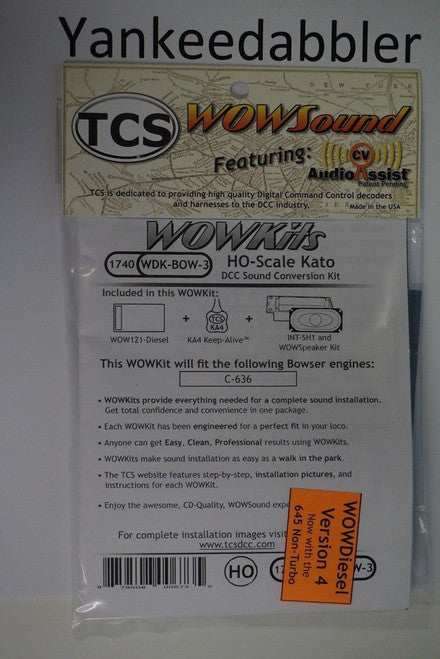 Yankeedabbler
TCS
WOWSound
Featuring:
CV
AudioAssist
Patent Pending
TCS is dedicated to providing high quality Digital Command Control decoders
and harnesses to the DCC industry.
Made in the USA
WOWKits
1740 WDK-BOW-3
HO-Scale Kato
DCC Sound Conversion Kit
Included in this WOWKit:
+ TCS KA4 +
WOW121-Diesel
KA4 Keep-Alive™
INT-SH1 and
WOWSpeaker Kit
This WOWKit will fit the following Bowser engines:
C-636
• WOWKits provide everything needed for a complete sound installation.
Get total confidence and convenience in one package.
• Each WOWKit has been engineered for a perfect fit in your loco.
• Anyone can get Easy, Clean, Professional results using WOWKits.
• WOWKits make sound installation as easy as a walk in the park.
• The TCS website features step-by-step, installation pictures, and
instructions for each WOWKit.
• Enjoy the awesome, CD-Quality, WOWSound
For complete installation images visit
www.tcsdcc.com
HO
17
W-3
WOWDiesel
Version 4
Now with the
645 Non-Turbo